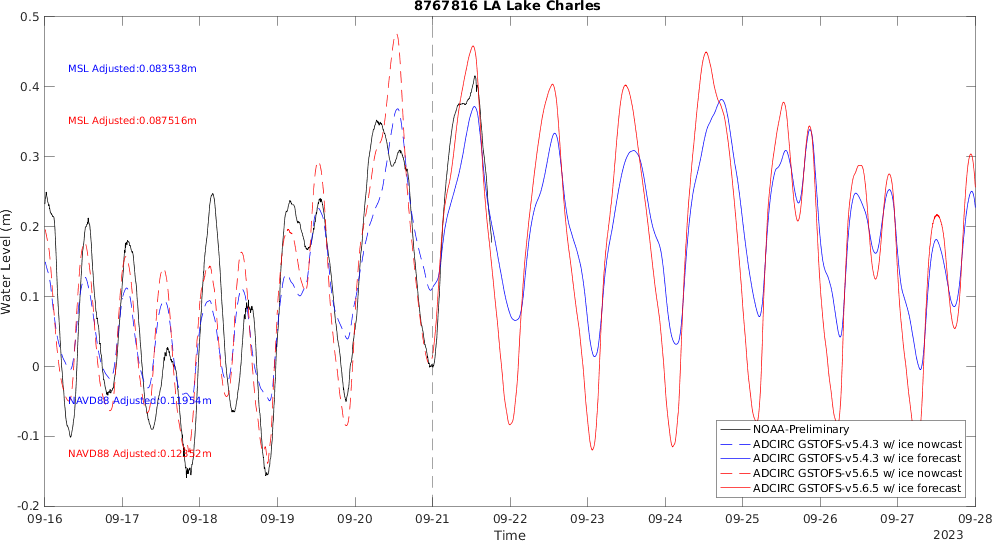 8767816 LA Lake Charles
0.5
0.4
0.3
0.2
0.1
0
-0.1
-0.2
Water Level (m)
MSL Adjusted:0.083538m
MSL Adjusted:0.087516m
NAVD88 Adjusted:0.11954m
NAVD88 Adjusted:0.12352m
NOAA-Preliminary
ADCIRC GSTOFS-v5.4.3 w/ ice nowcast
ADCIRC GSTOFS-v5.4.3 w/ ice forecast
ADCIRC GSTOFS-v5.6.5 w/ ice nowcast
ADCIRC GSTOFS-v5.6.5 w/ ice forecast
09-16 09-17 09-18 09-19 09-20 09-21 09-22 09-23 09-24 09-25 09-26 09-27 09-28
Time
2023